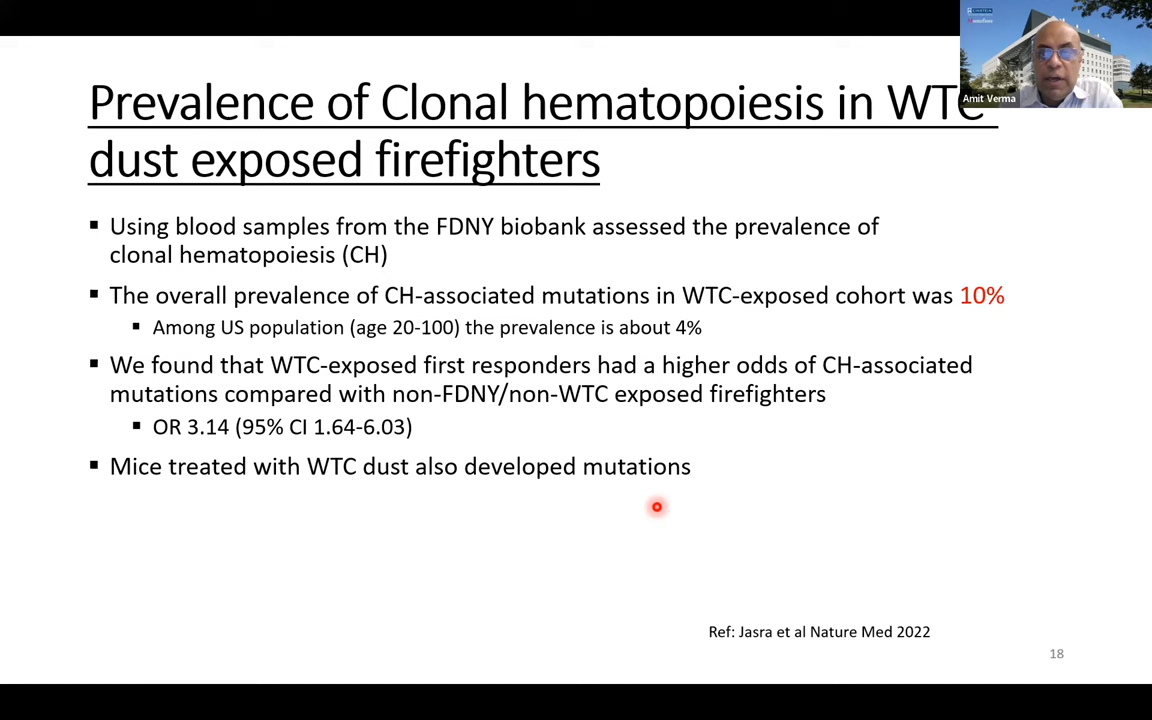 Prevalence of Clonal hematopoiesis in WTC
dust exposed firefighters
▪ Using blood samples from the FDNY biobank assessed the prevalence of
clonal hematopoiesis (CH)
▪ The overall prevalence of CH-associated mutations in WTC-exposed cohort was 10%
▪ Among US population (age 20-100) the prevalence is about 4%
▪ We found that WTC-exposed first responders had a higher odds of CH-associated
mutations compared with non-FDNY/non-WTC exposed firefighters
▪ OR 3.14 (95% CI 1.64-6.03)
▪ Mice treated with WTC dust also developed mutations
Ref: Jasra et al Nature Med 2022
18
Amit Verma